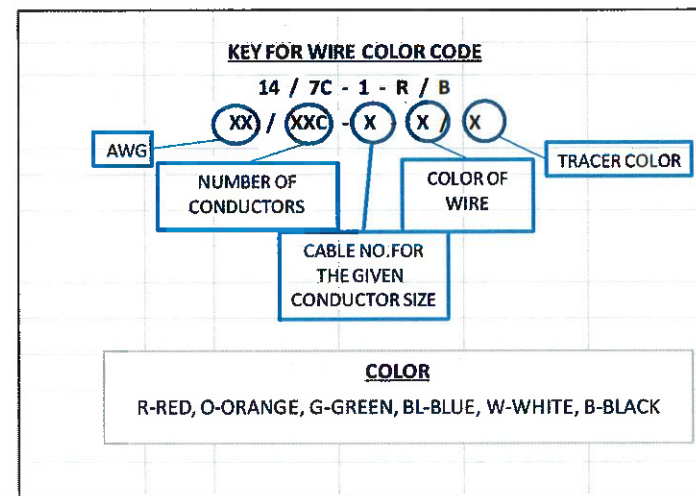 KEY FOR WIRE COLOR CODE
14 / 7C - 1 - R / B
XX / XXC - X - X / X
AWG
TRACER COLOR
NUMBER OF
CONDUCTORS
COLOR OF
WIRE
CABLE NO.FOR
THE GIVEN
CONDUCTOR SIZE
COLOR
R-RED, O-ORANGE, G-GREEN, BL-BLUE, W-WHITE, B-BLACK